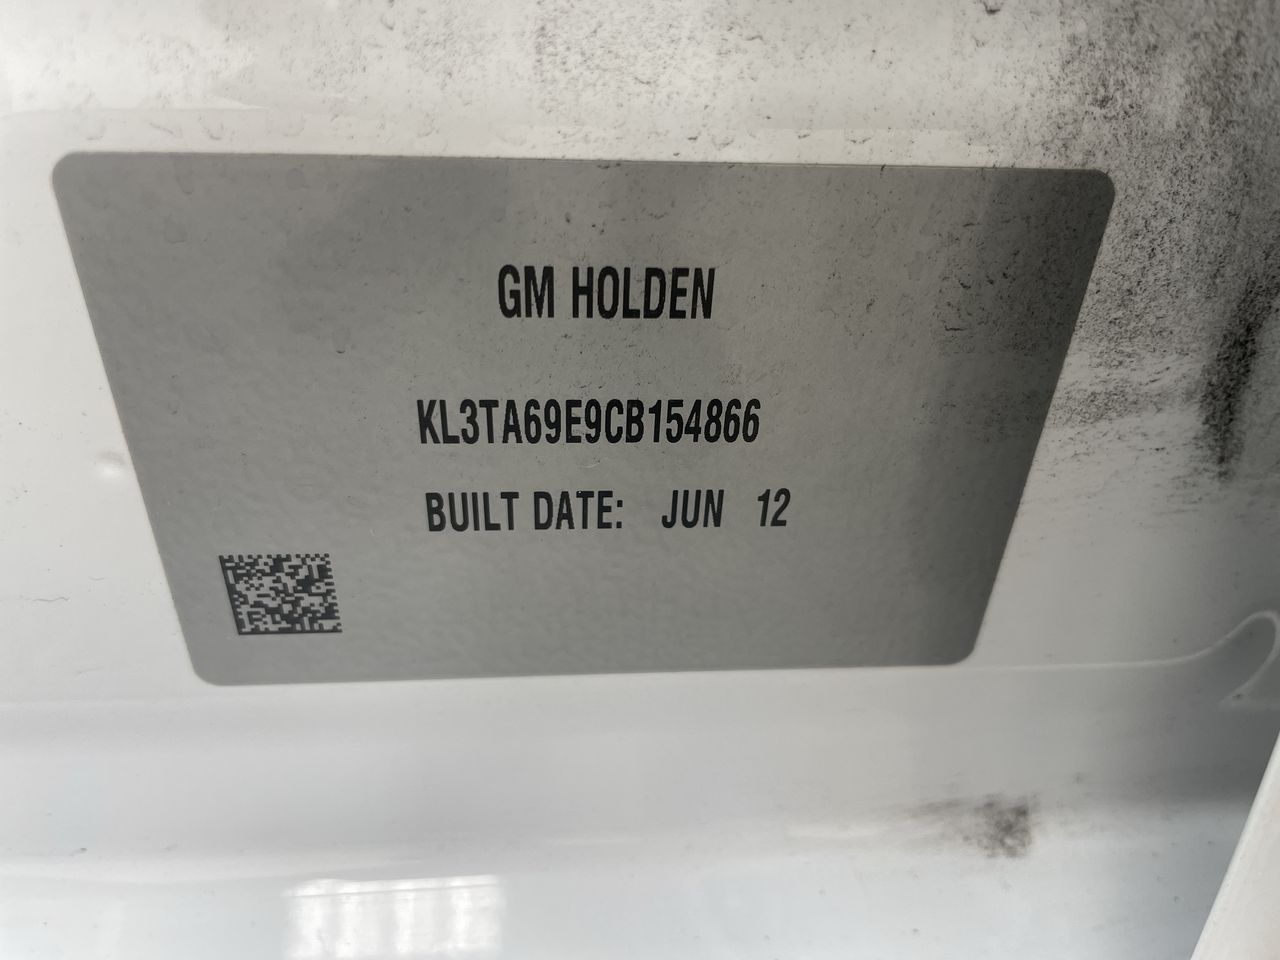 GM HOLDEN
KL3TA69E9CB154866
BUILT DATE: JUN 12